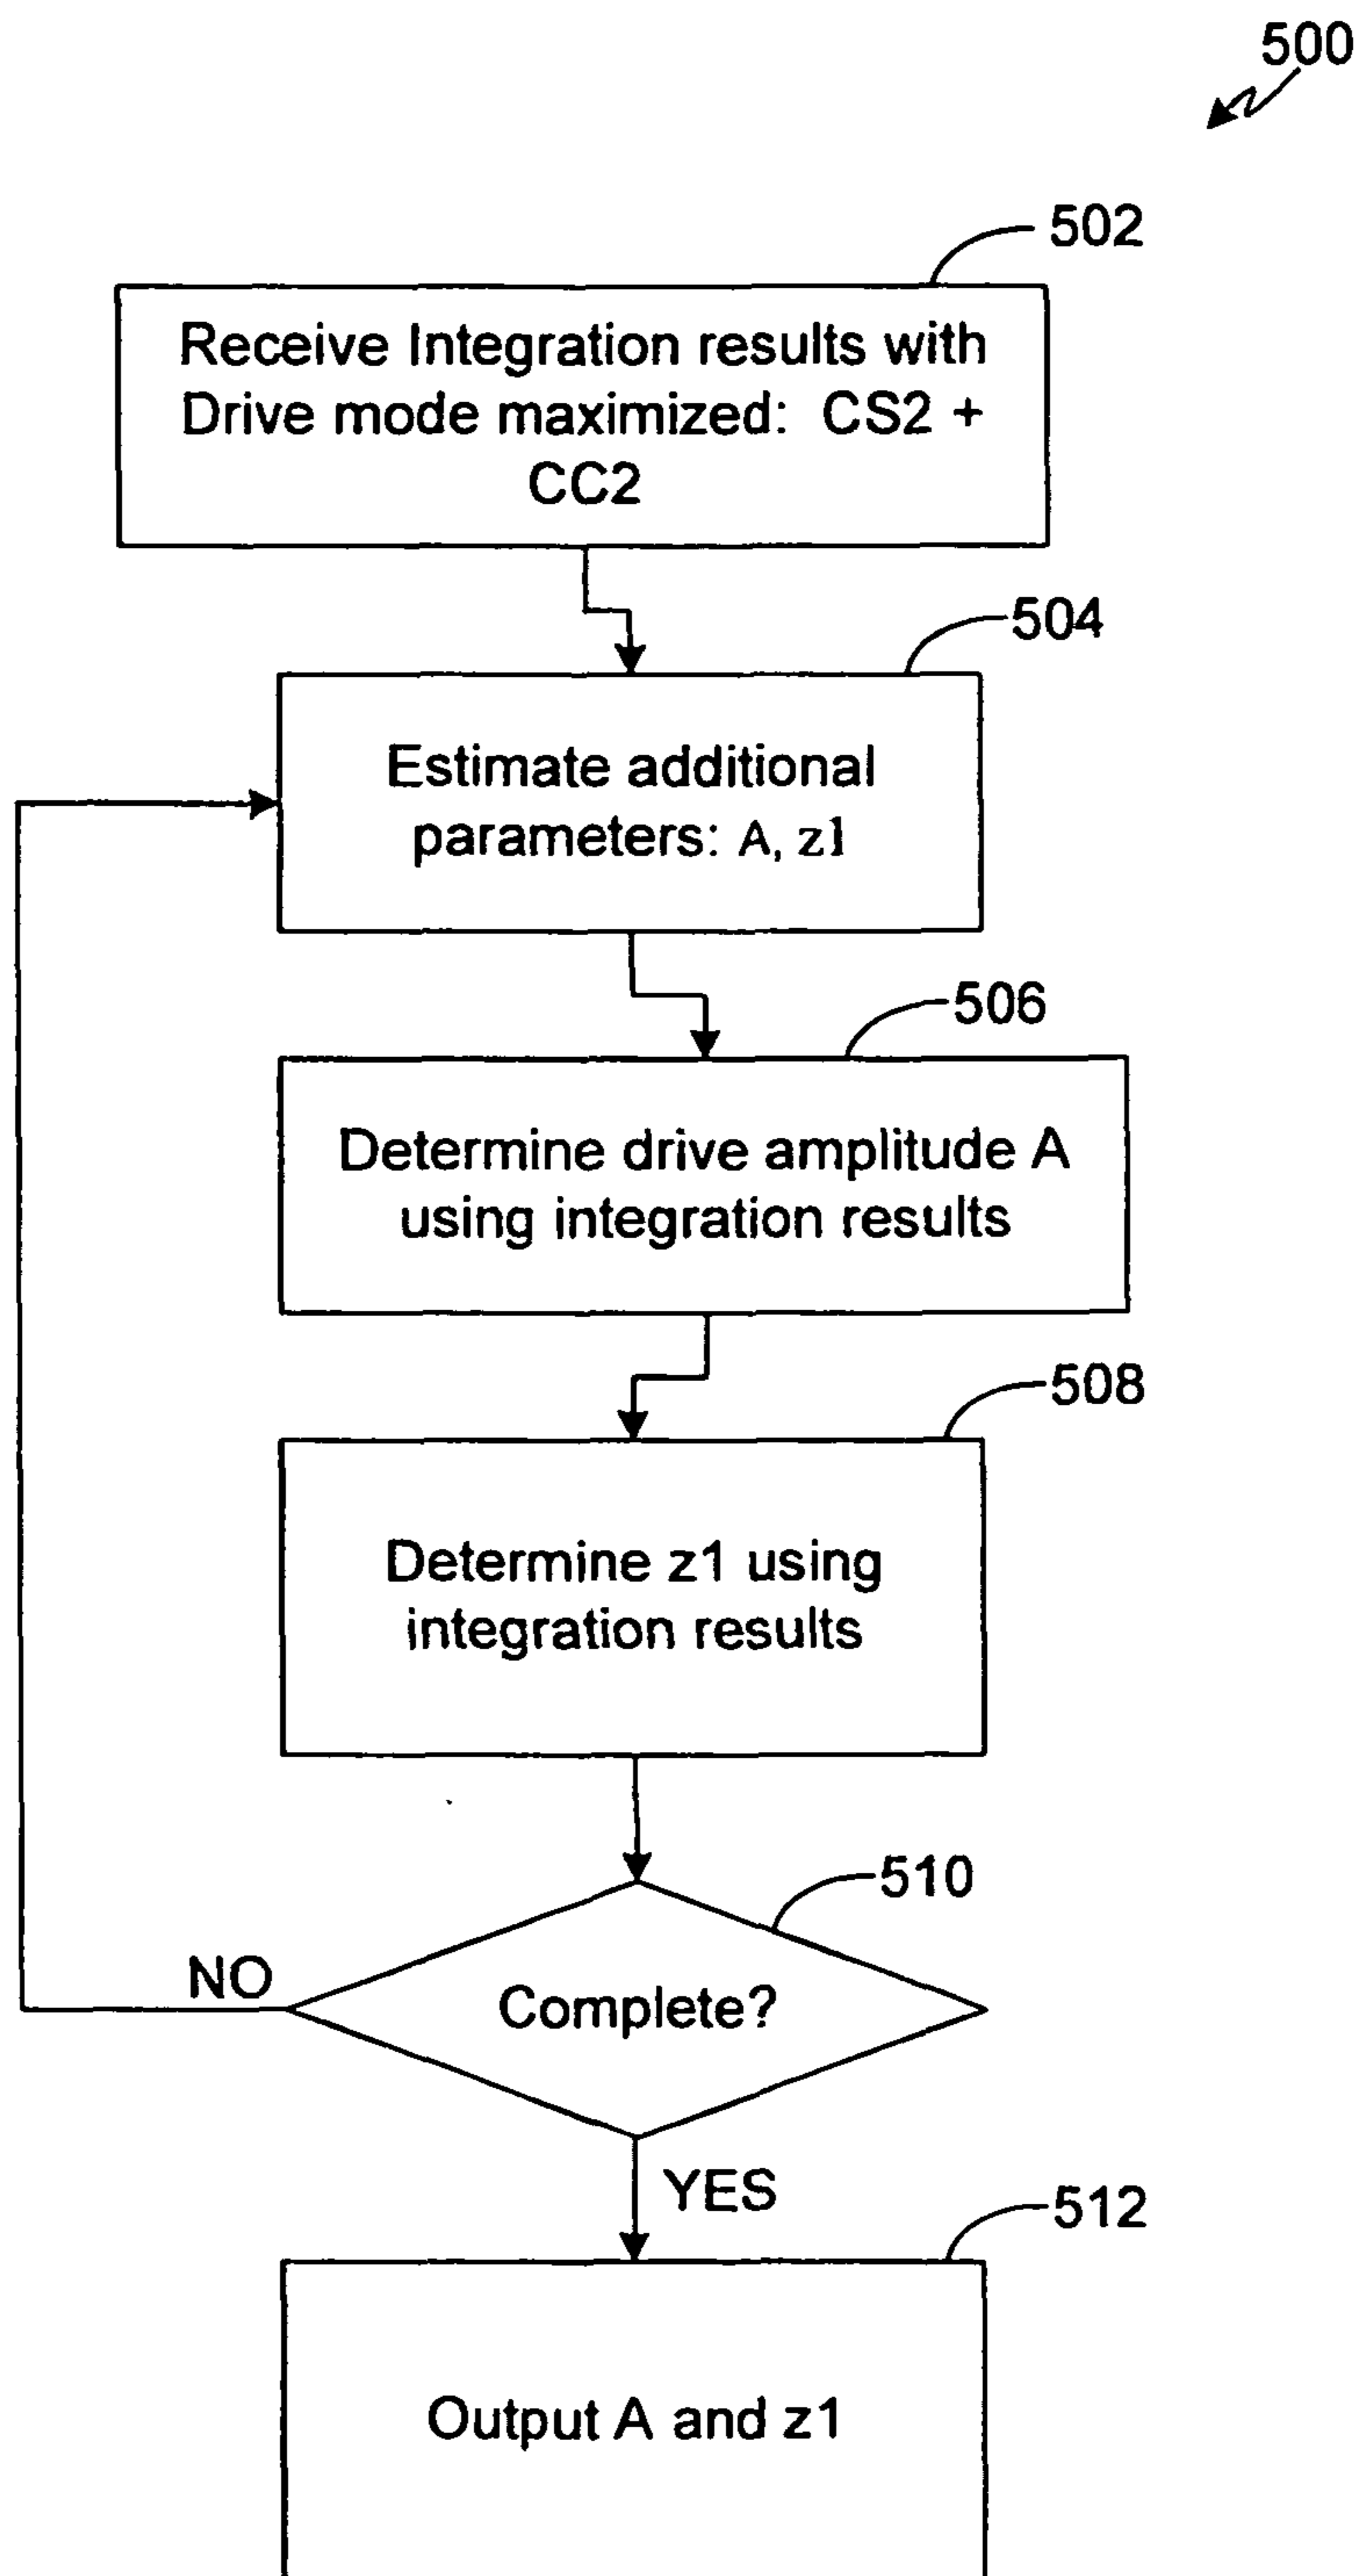 500
502
Receive Integration results with
Drive mode maximized: CS2 +
CC2
504
Estimate additional
parameters: A, z1
506
Determine drive amplitude A
using integration results
508
Determine z1 using
integration results
510
NO
Complete?
YES
512
Output A and z1